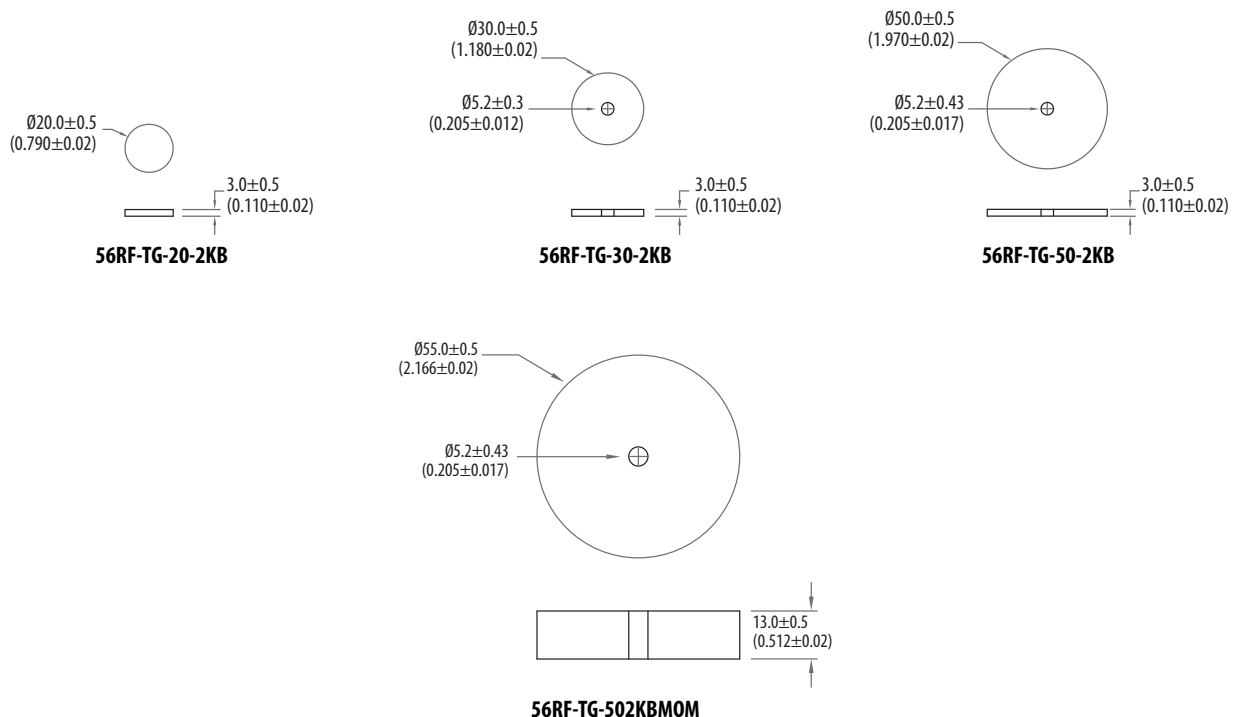 Ø20.0±0.5
(0.790±0.02)
3.0±0.5
(0.110±0.02)
56RF-TG-20-2KB
Ø30.0±0.5
(1.180±0.02)
Ø5.2±0.3
(0.205±0.012)
3.0±0.5
(0.110±0.02)
56RF-TG-30-2KB
Ø50.0±0.5
(1.970±0.02)
Ø5.2±0.43
(0.205±0.017)
3.0±0.5
(0.110±0.02)
56RF-TG-50-2KB
Ø55.0±0.5
(2.166±0.02)
Ø5.2±0.43
(0.205±0.017)
13.0±0.5
(0.512±0.02)
56RF-TG-502KBMOM